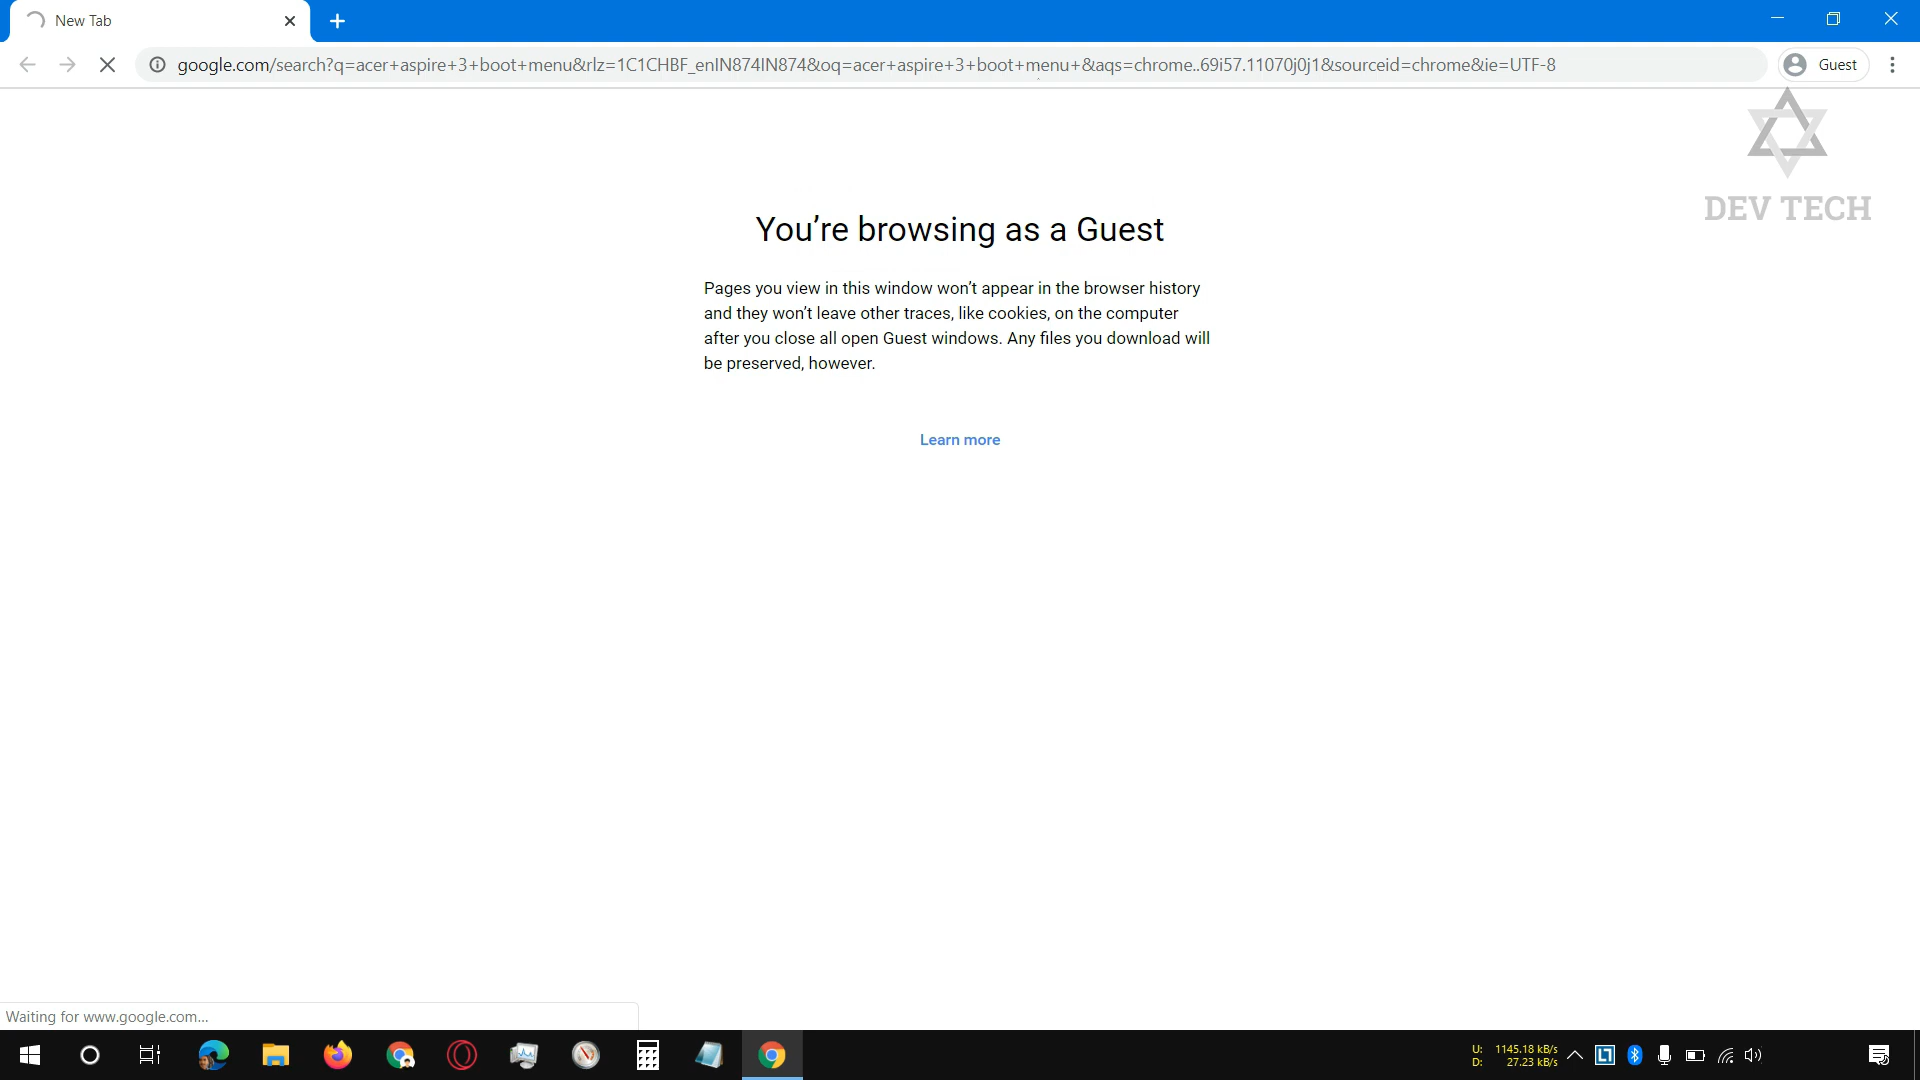 New Tab
google.com/search?q=acer+aspire+3+boot+menu&rlz=1C1CHBF_enIN874IN874&oq=acer+aspire+3+boot+menu+&aqs=chrome..69i57.11070j0j1&sourceid=chrome&ie=UTF-8
Guest
DEV TECH
You’re browsing as a Guest
Pages you view in this window won’t appear in the browser history
and they won’t leave other traces, like cookies, on the computer
after you close all open Guest windows. Any files you download will
be preserved, however.
Learn more
Waiting for www.google.com...
U: 1145.18 kB/s
D: 27.23 kB/s